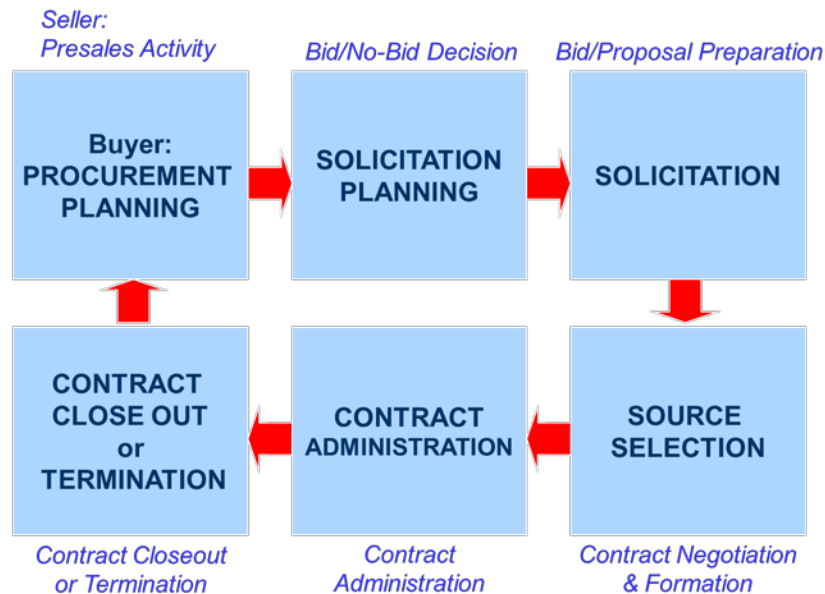 Seller:
Presales Activity
Bid/No-Bid Decision
Bid/Proposal Preparation
Buyer:
PROCUREMENT
PLANNING
SOLICITATION
PLANNING
SOLICITATION
CONTRACT
CLOSE OUT
or
TERMINATION
CONTRACT
ADMINISTRATION
SOURCE
SELECTION
Contract Closeout
or Termination
Contract
Administration
Contract Negotiation
& Formation